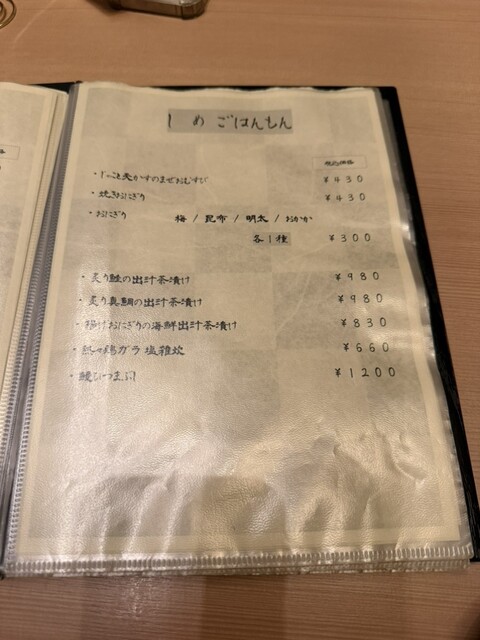 しめ ごはんもん
税込価格
・じゃこ天かすのまぜおむすび ¥430
・焼きおにぎり ¥430
・おにぎり 梅 / 昆布 / 明太 / おかか
各1種 ¥300
・炙り鮭の出汁茶漬け ¥980
・炙り真鯛の出汁茶漬け ¥980
・揚げおにぎりの海鮮出汁茶漬け ¥830
・熱々鶏ガラ塩雑炊 ¥660
・鰻ひつまぶし ¥1200